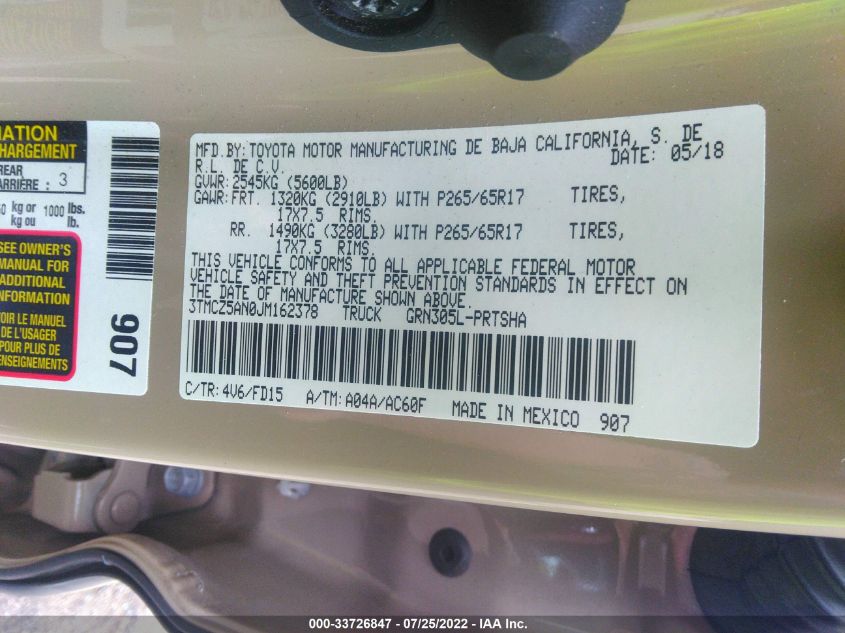 MATION
CHARGEMENT
REAR
ARRIÈRE : 3
kg or 1000 lbs.
kg ou lb.
SEE OWNER'S
MANUAL FOR
ADDITIONAL
INFORMATION
VOIR LE MANUEL
DE L'USAGER
POUR PLUS DE
RENSEIGNEMENTS
907
MFD.BY:TOYOTA MOTOR MANUFACTURING DE BAJA CALIFORNIA, S. DE
R.L. DE C.V. DATE: 05/18
GVWR:2545KG (5600LB)
GAWR:FRT. 1320KG (2910LB) WITH P265/65R17 TIRES,
17X7.5 RIMS.
RR. 1490KG (3280LB) WITH P265/65R17 TIRES,
17X7.5 RIMS.
THIS VEHICLE CONFORMS TO ALL APPLICABLE FEDERAL MOTOR
VEHICLE SAFETY AND THEFT PREVENTION STANDARDS IN EFFECT ON
THE DATE OF MANUFACTURE SHOWN ABOVE.
3TMCZ5AN0JM162378 TRUCK GRN305L-PRTSHA
C/TR:4V6/FD15 A/TM:A04A/AC60F MADE IN MEXICO 907
000-33726847 - 07/25/2022 - IAAI Inc.